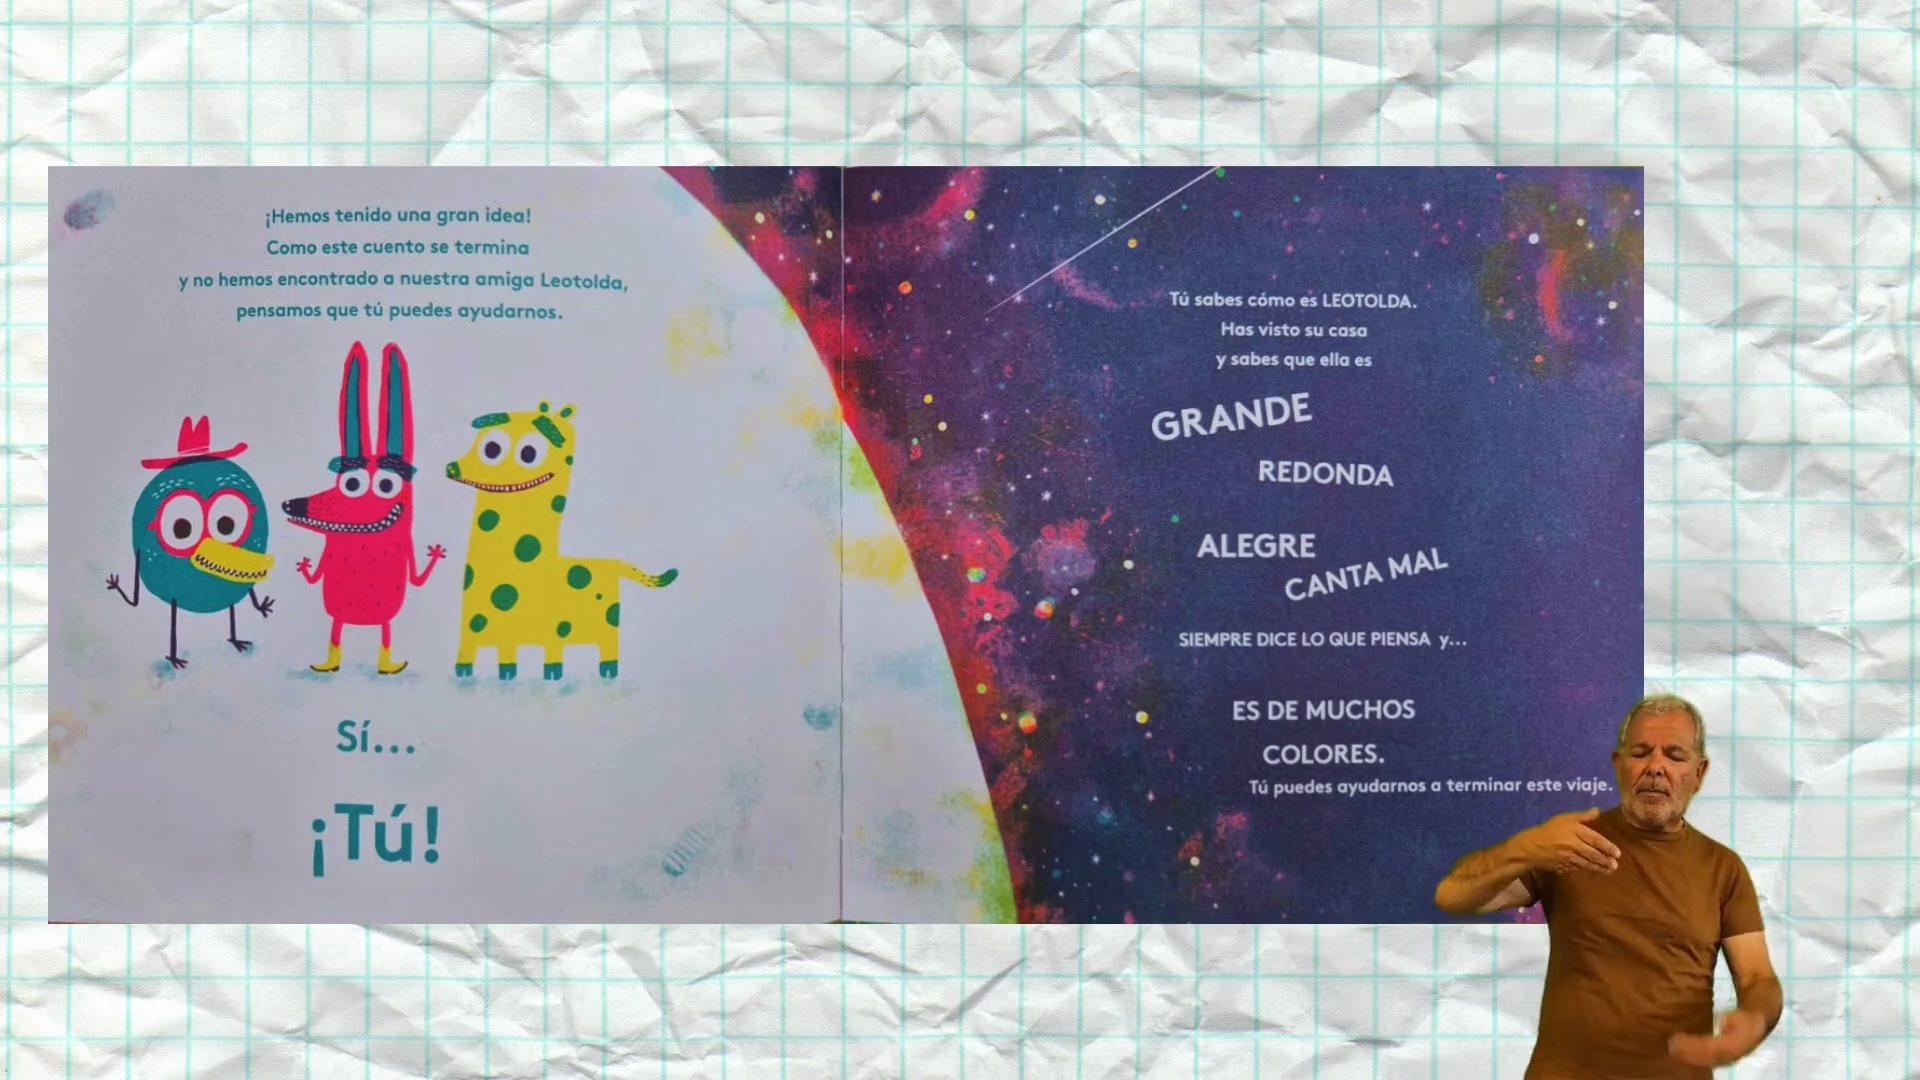 ¡Hemos tenido una gran idea!
Como este cuento se termina
y no hemos encontrado a nuestra amiga Leotolda,
pensamos que tú puedes ayudarnos.
Sí...
¡Tú!
Tú sabes cómo es LEOTOLDA.
Has visto su casa
y sabes que ella es
GRANDE
REDONDA
ALEGRE
CANTA MAL
SIEMPRE DICE LO QUE PIENSA y...
ES DE MUCHOS
COLORES.
Tú puedes ayudarnos a terminar este viaje.